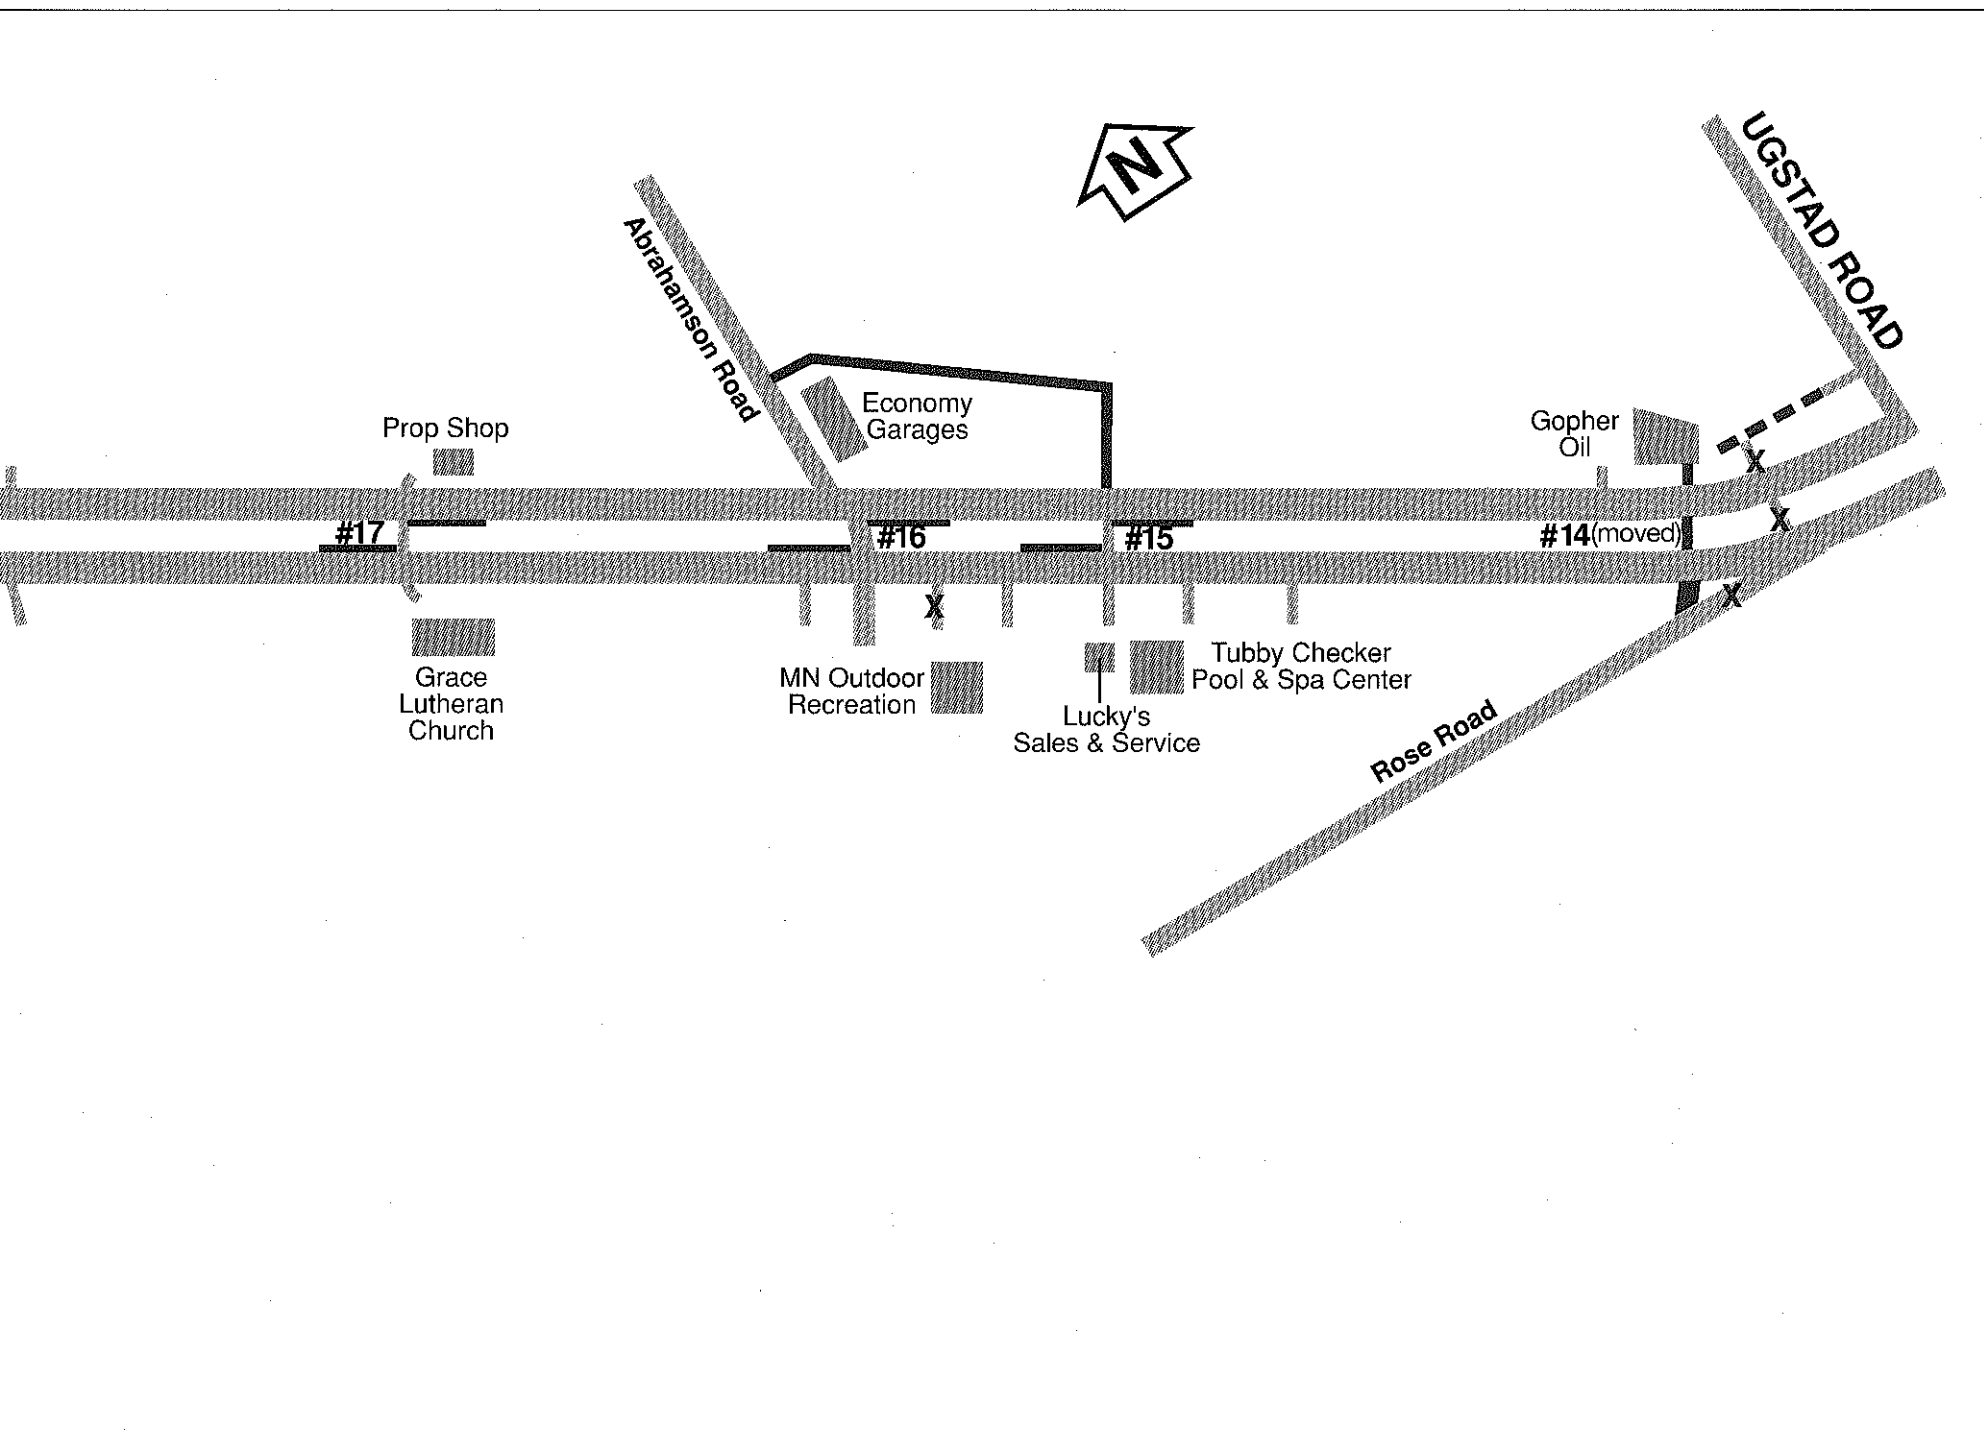 N
UGSTAD ROAD
Abrahamson Road
Economy
Garages
Prop Shop
Gopher
Oil
X
#17
#16
#15
#14(moved)
X
X
X
Grace
Lutheran
Church
MN Outdoor
Recreation
Tubby Checker
Pool & Spa Center
Lucky's
Sales & Service
Rose Road